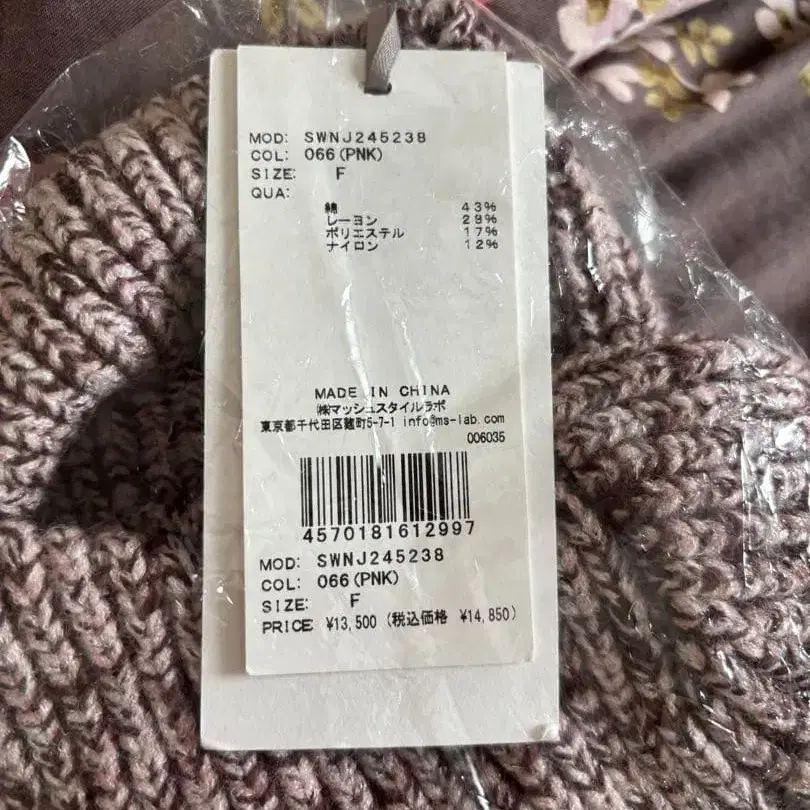 MOD: SWNJ245238
COL: 066(PNK)
SIZE: F
QUA:
綿 43%
レーヨン 28%
ポリエステル 17%
ナイロン 12%
MADE IN CHINA
㈱マッシュスタイルラボ
東京都千代田区麹町5-7-1 info@ms-lab.com
006035
4570181612997
MOD: SWNJ245238
COL: 066(PNK)
SIZE: F
PRICE ¥13,500 (税込価格 ¥14,850)